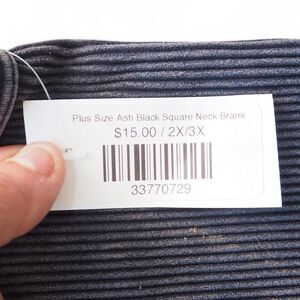 Plus Size Ash Black Square Neck Brami
$15.00 / 2X/3X
33770729